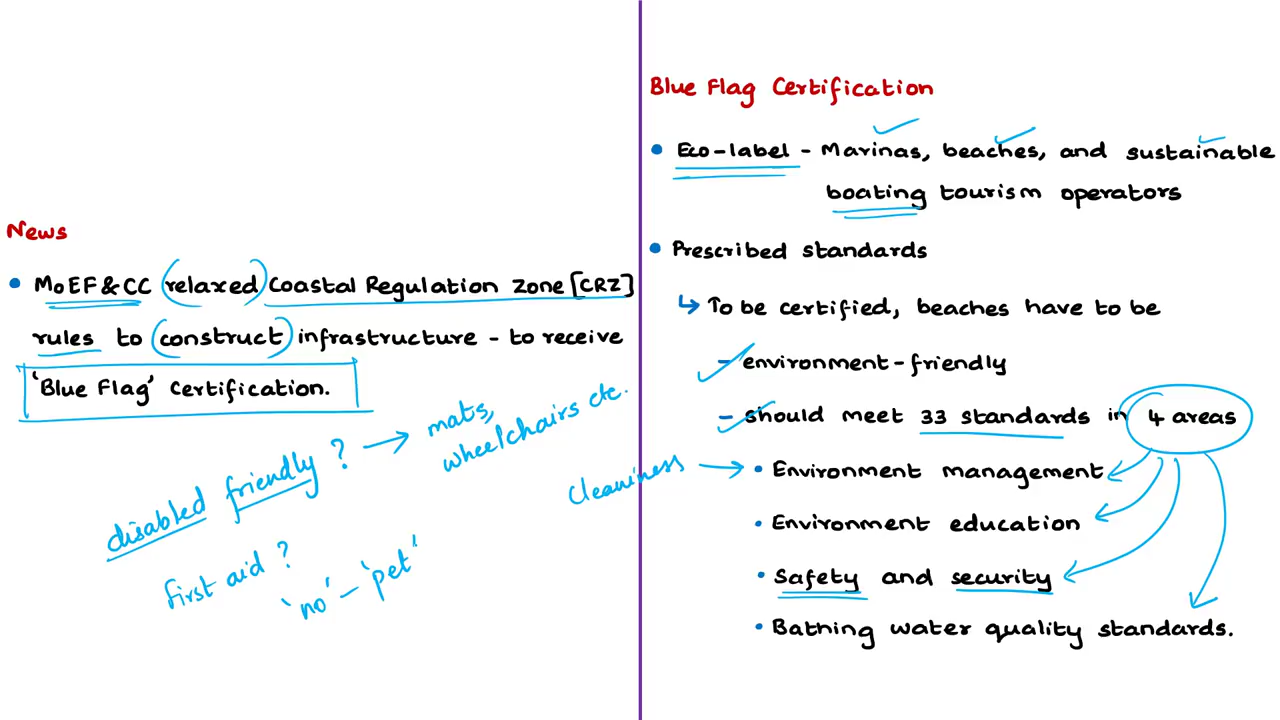 News
• MoEF&CC (relaxed) Coastal Regulation Zone [CRZ]
rules to (construct) infrastructure - to receive
'Blue Flag' Certification.
disabled friendly ? → mats,
wheelchairs etc.
first aid ?
'no' - 'pet'
Blue Flag Certification
• Eco-label - Marinas, beaches, and sustainable
boating tourism operators
• Prescribed standards
↳ To be certified, beaches have to be
- environment-friendly
- should meet 33 standards in 4 areas
cleaniness → • Environment management
• Environment education
• Safety and security
• Bathing water quality standards.